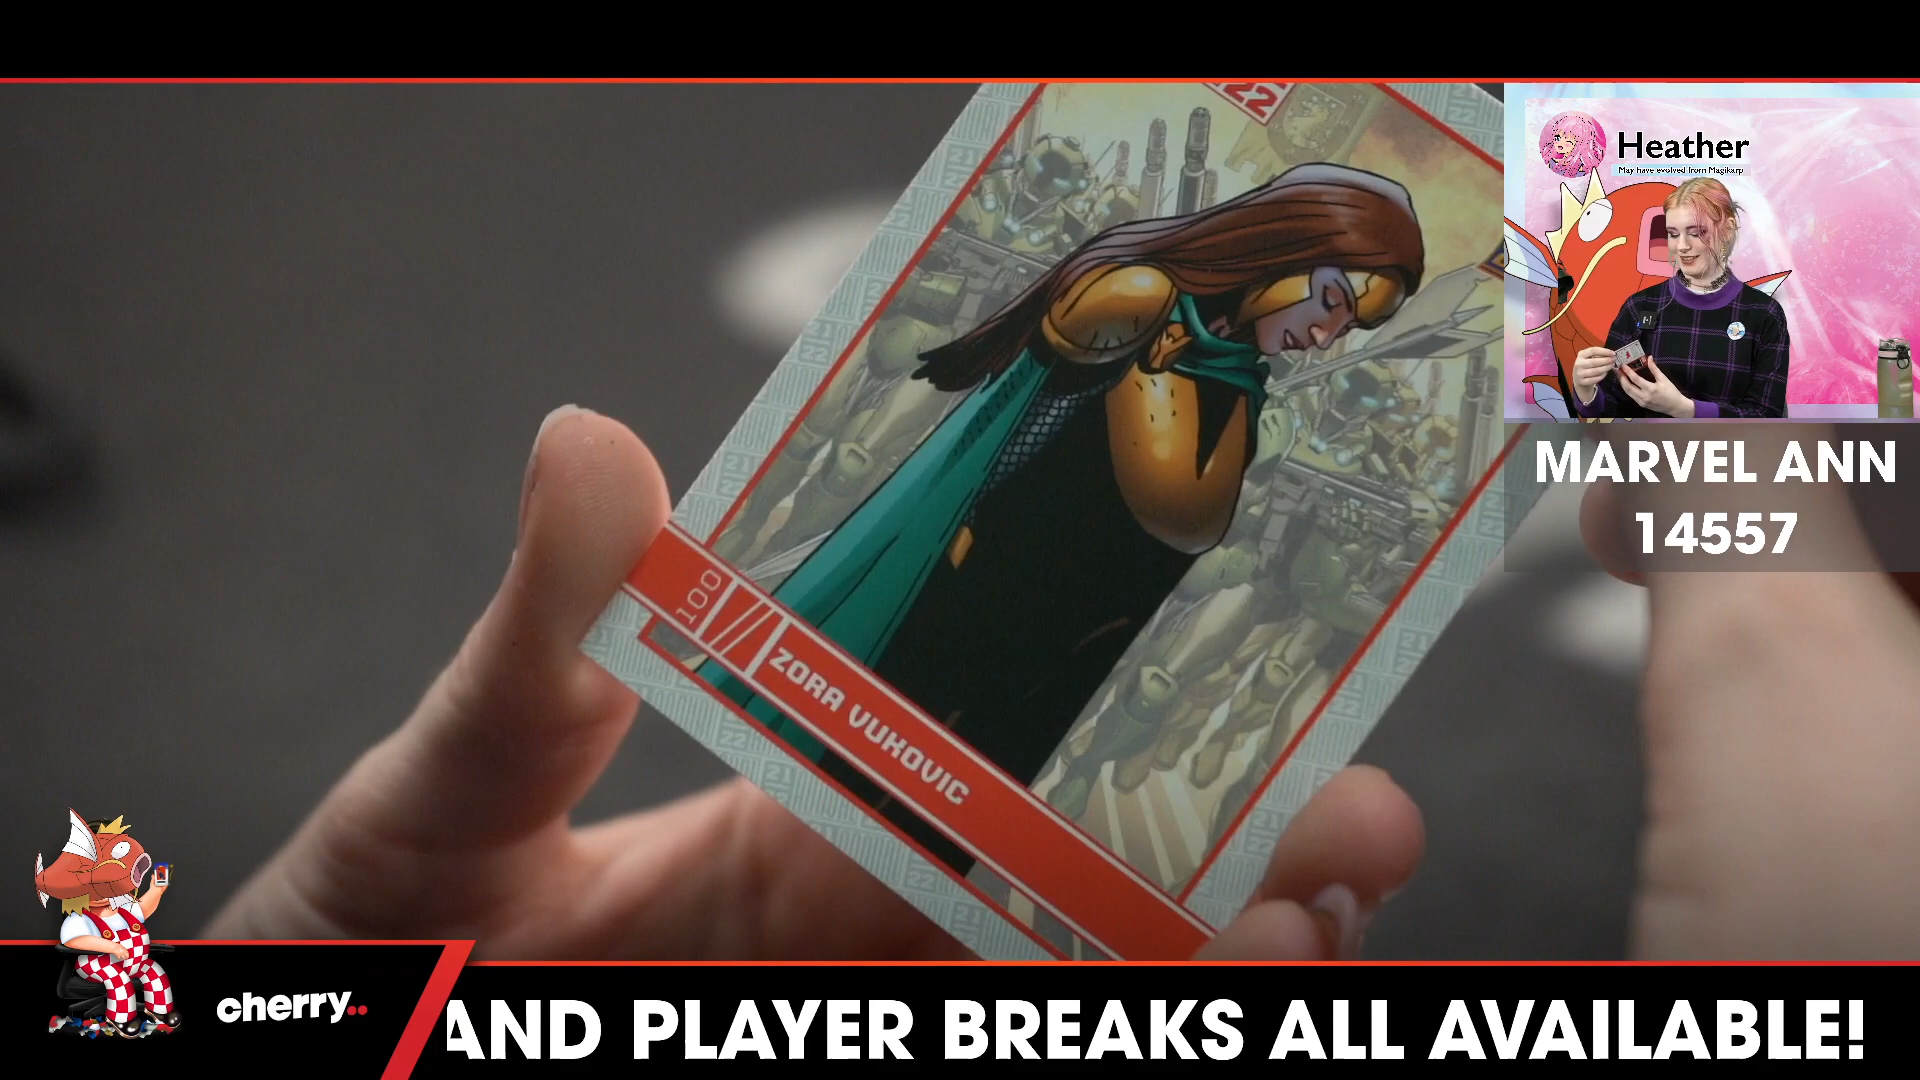 Heather
May have evolved from Magikarp
MARVEL ANN
14557
22
100
ZORA VUKOVIC
cherry..
AND PLAYER BREAKS ALL AVAILABLE!